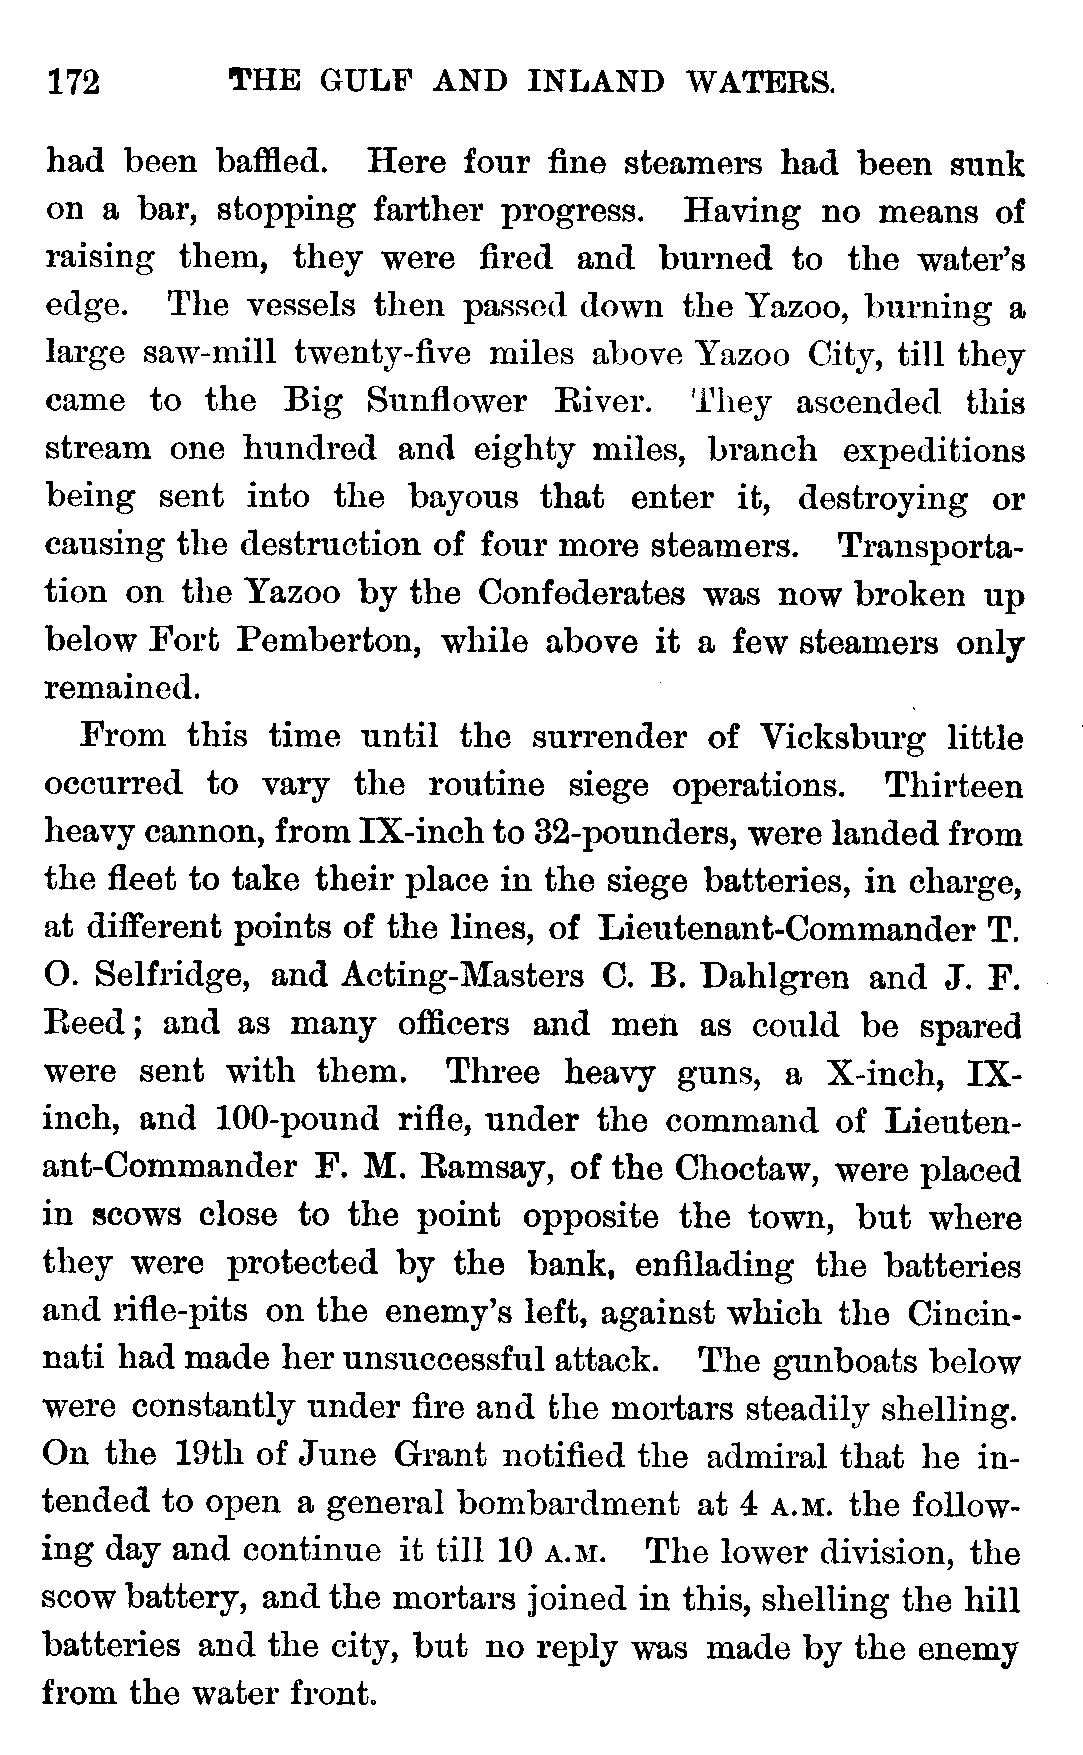 172 THE GULF AND INLAND WATERS.
had been baffled. Here four fine steamers had been sunk
on a bar, stopping farther progress. Having no means of
raising them, they were fired and burned to the water's
edge. The vessels then passed down the Yazoo, burning a
large saw-mill twenty-five miles above Yazoo City, till they
came to the Big Sunflower River. They ascended this
stream one hundred and eighty miles, branch expeditions
being sent into the bayous that enter it, destroying or
causing the destruction of four more steamers. Transporta-
tion on the Yazoo by the Confederates was now broken up
below Fort Pemberton, while above it a few steamers only
remained.
From this time until the surrender of Vicksburg little
occurred to vary the routine siege operations. Thirteen
heavy cannon, from IX-inch to 32-pounders, were landed from
the fleet to take their place in the siege batteries, in charge,
at different points of the lines, of Lieutenant-Commander T.
O. Selfridge, and Acting-Masters C. B. Dahlgren and J. F.
Reed; and as many officers and men as could be spared
were sent with them. Three heavy guns, a X-inch, IX-
inch, and 100-pound rifle, under the command of Lieuten-
ant-Commander F. M. Ramsay, of the Choctaw, were placed
in scows close to the point opposite the town, but where
they were protected by the bank, enfilading the batteries
and rifle-pits on the enemy's left, against which the Cincin-
nati had made her unsuccessful attack. The gunboats below
were constantly under fire and the mortars steadily shelling.
On the 19th of June Grant notified the admiral that he in-
tended to open a general bombardment at 4 A.M. the follow-
ing day and continue it till 10 A.M. The lower division, the
scow battery, and the mortars joined in this, shelling the hill
batteries and the city, but no reply was made by the enemy
from the water front.